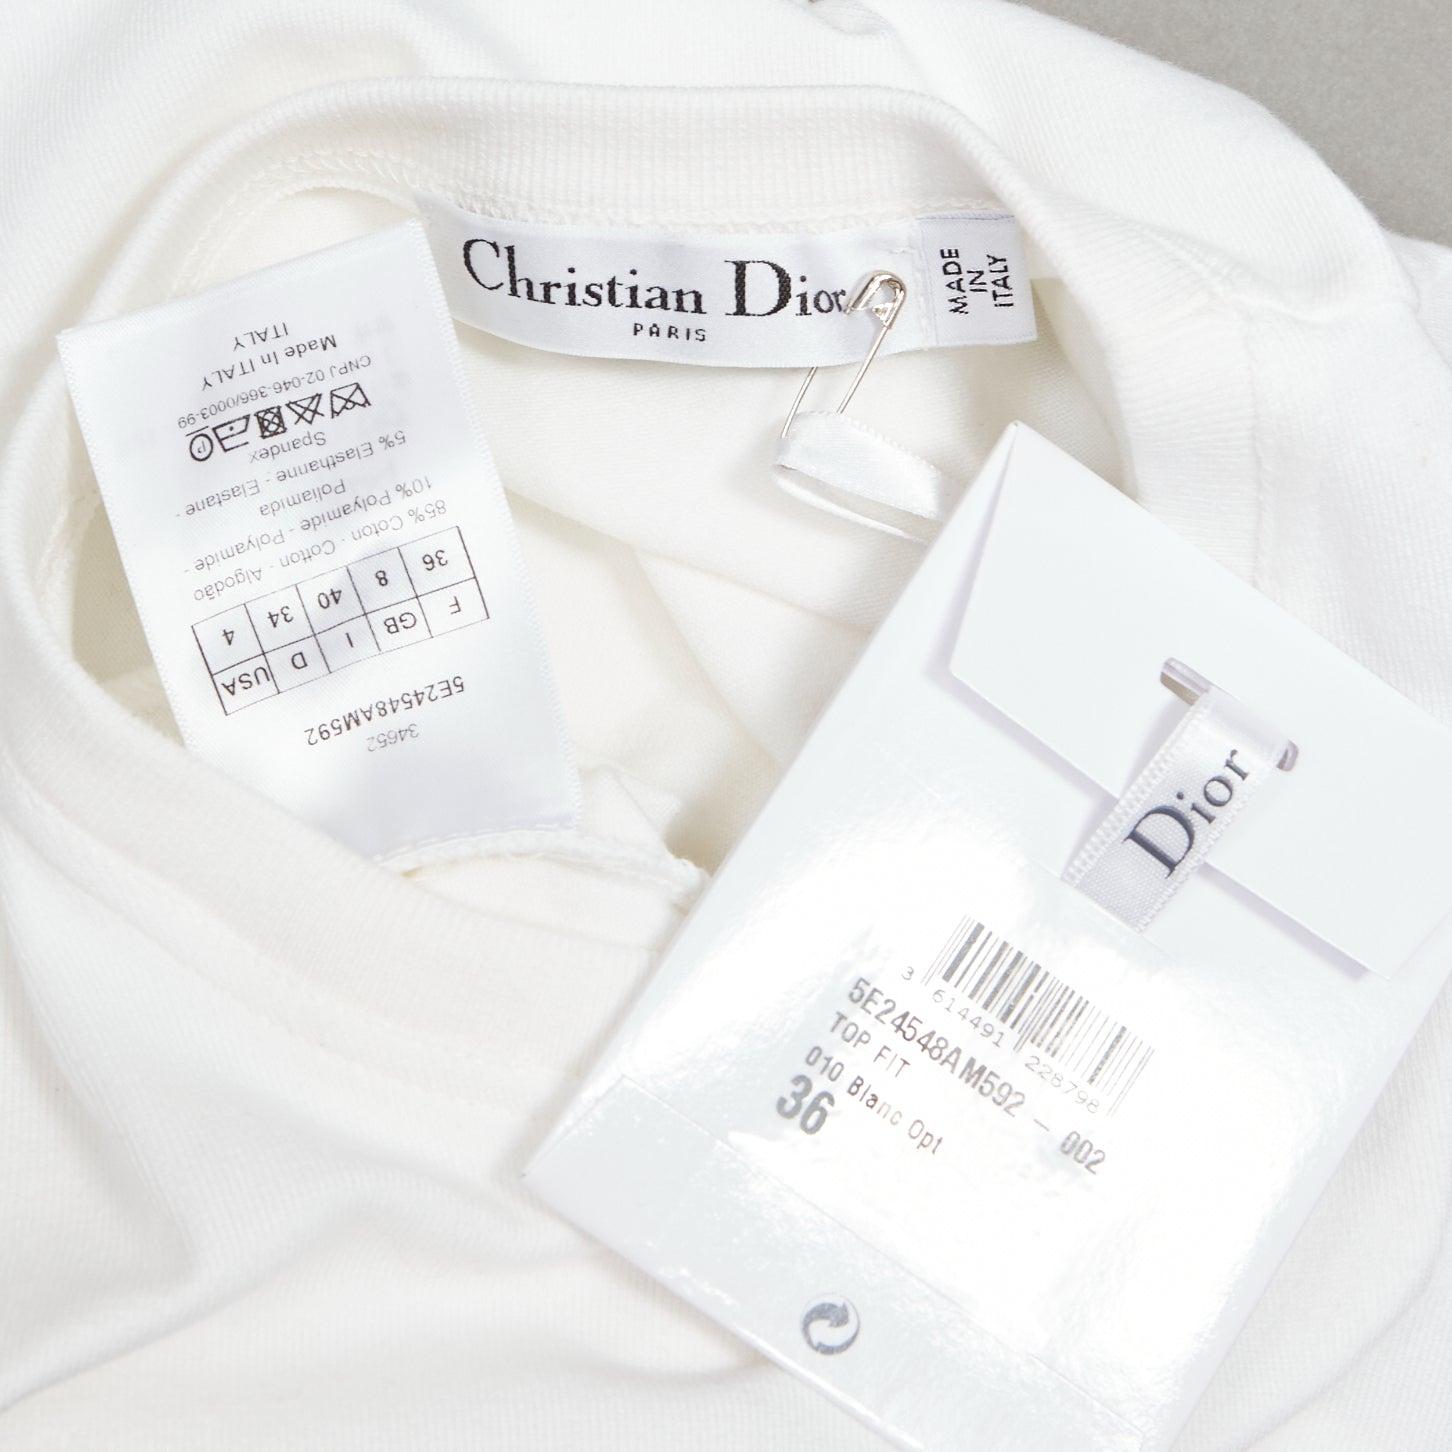 Christian Dior
PARIS
MADE
IN
ITALY
34652
5E24548AM592
F GB I D USA
36 8 40 34 4
85% Coton - Cotton - Algodão
10% Polyamide - Polyamide -
Poliamida
5% Elasthanne - Elastane -
Spandex
CNPJ 02-046-366/0003-99
Made In ITALY
ITALY
Dior
3 614491 228798
5E24548AM592 - 002
TOP FIT
010 Blanc Opt
36